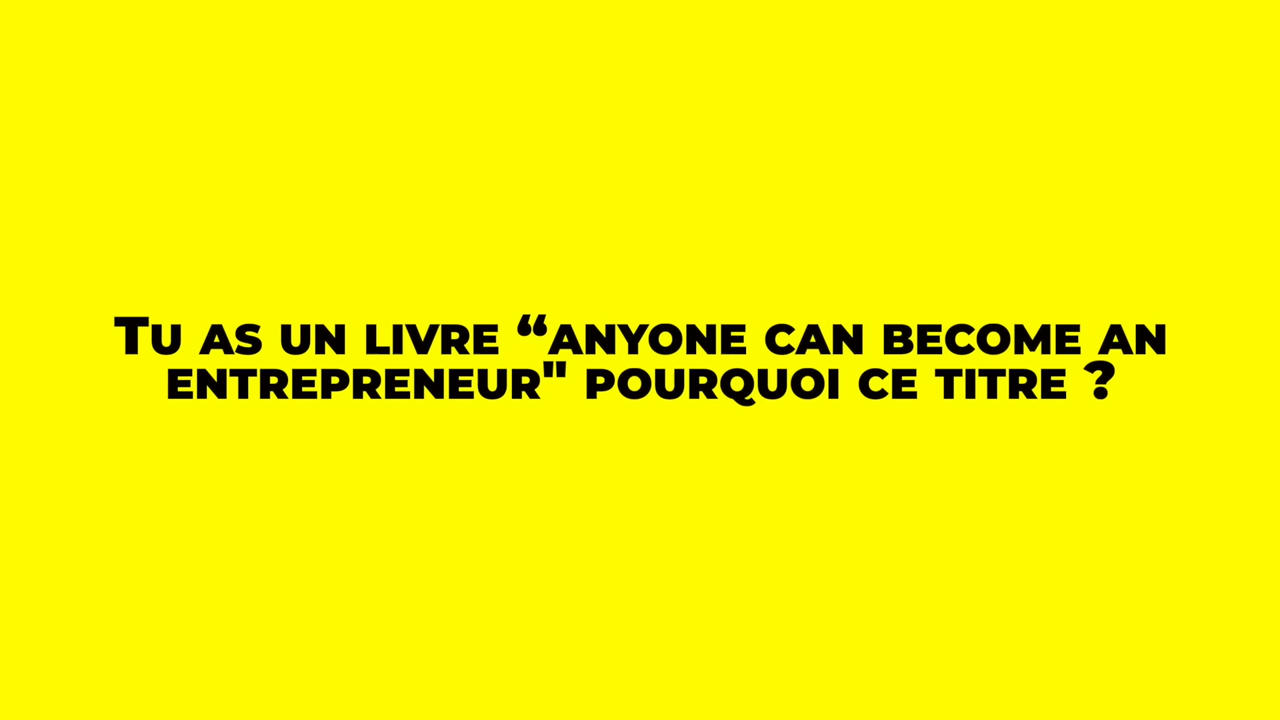 Tu as un livre “anyone can become an
entrepreneur" pourquoi ce titre ?